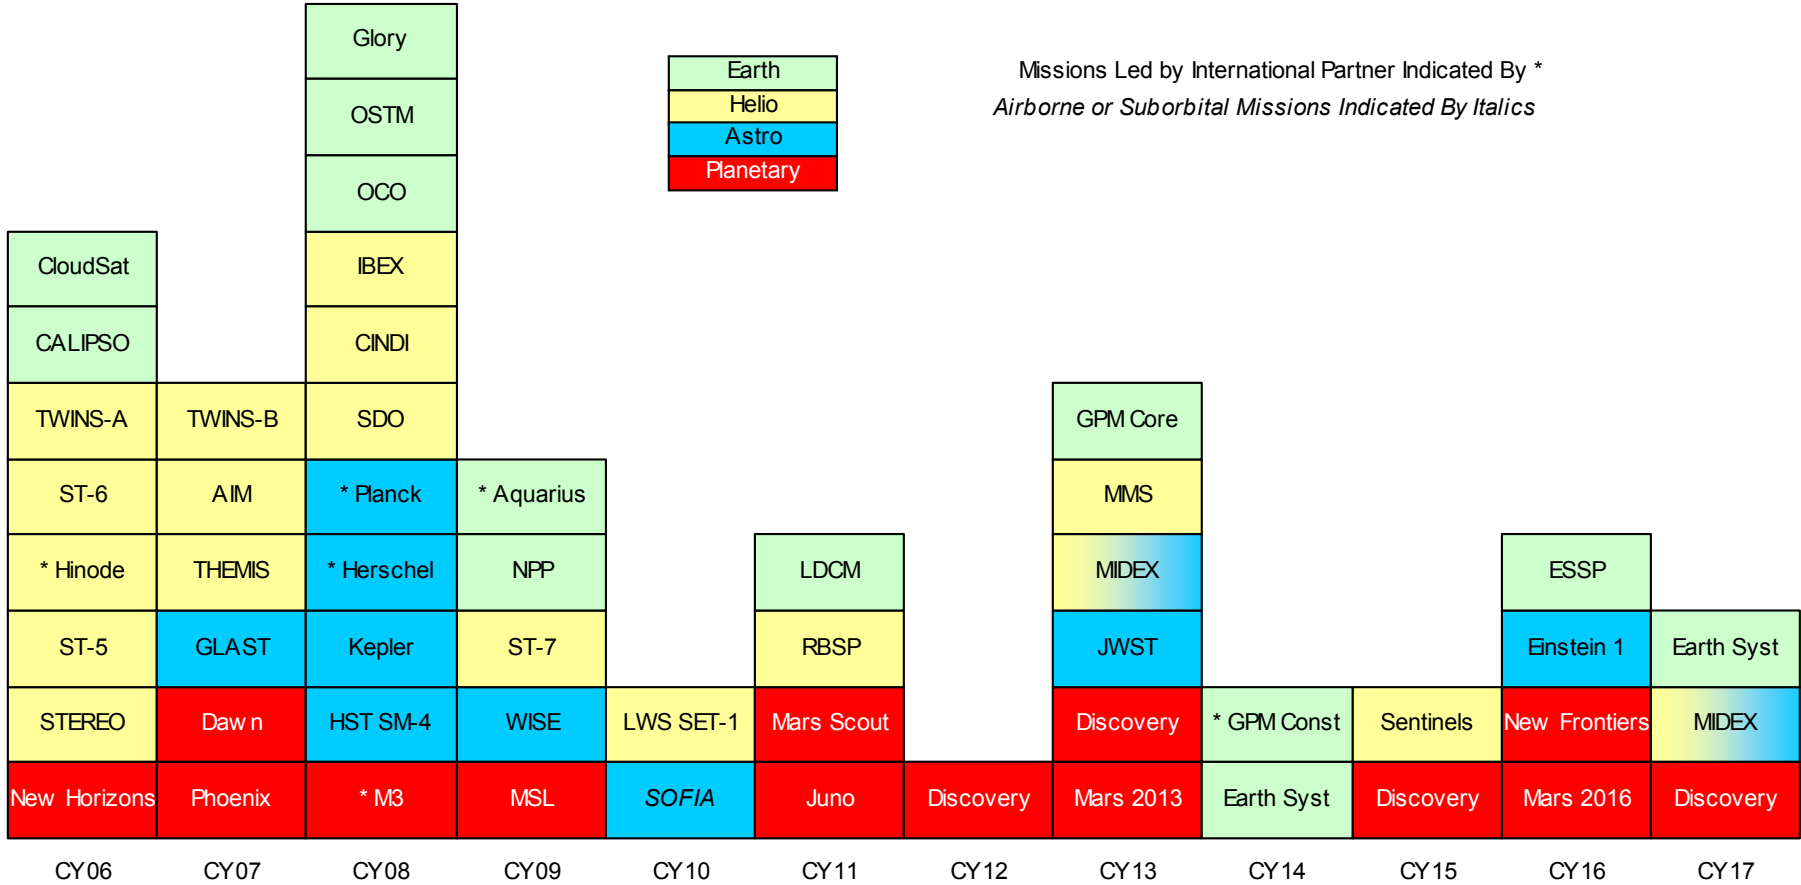 Glory
Earth
Missions Led by International Partner Indicated By *
Helio
Airborne or Suborbital Missions Indicated By Italics
OSTM
Astro
Planetary
OCO
CloudSat
IBEX
CALIPSO
CINDI
TWINS-A
TWINS-B
SDO
GPM Core
ST-6
AIM
* Planck
* Aquarius
MMS
* Hinode
THEMIS
* Herschel
NPP
LDCM
MIDEX
ESSP
ST-5
GLAST
Kepler
ST-7
RBSP
JWST
Einstein 1
Earth Syst
STEREO
Dawn
HST SM-4
WISE
LWS SET-1
Mars Scout
Discovery
* GPM Const
Sentinels
New Frontiers
MIDEX
New Horizons
Phoenix
* M3
MSL
SOFIA
Juno
Discovery
Mars 2013
Earth Syst
Discovery
Mars 2016
Discovery
CY06
CY07
CY08
CY09
CY10
CY11
CY12
CY13
CY14
CY15
CY16
CY17